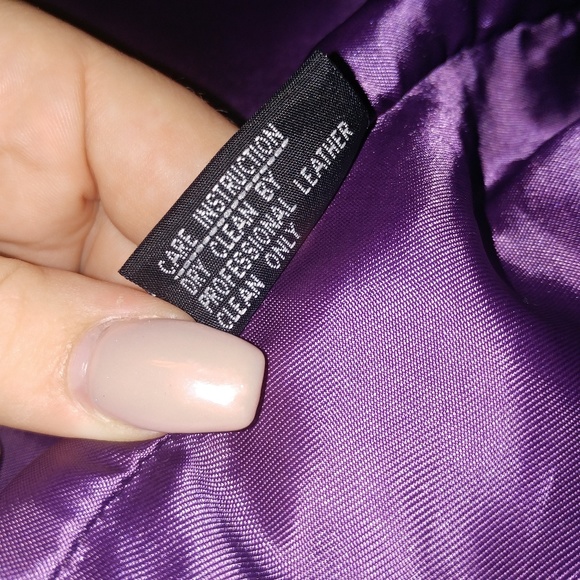 CARE INSTRUCTION
DRY CLEAN BY
PROFESSIONAL LEATHER
CLEAN ONLY